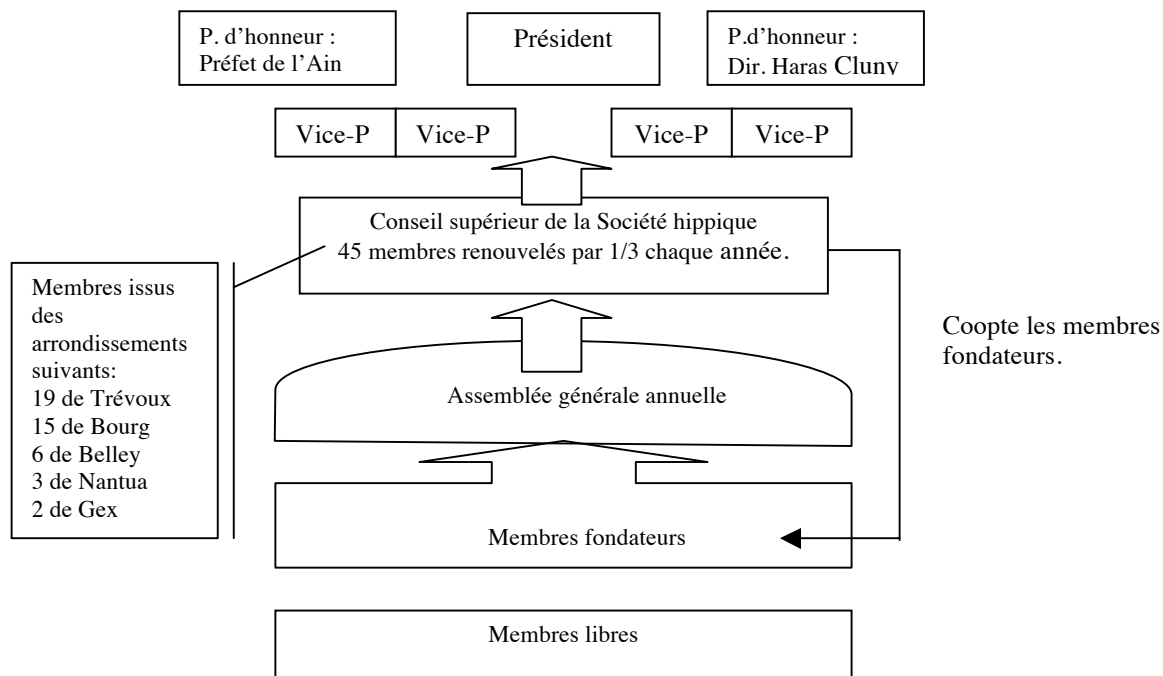 P. d’honneur :
Préfet de l’Ain
Président
P.d’honneur :
Dir. Haras Cluny
Vice-P
Vice-P
Vice-P
Vice-P
Conseil supérieur de la Société hippique
45 membres renouvelés par 1/3 chaque année.
Membres issus
des
arrondissements
suivants:
19 de Trévoux
15 de Bourg
6 de Belley
3 de Nantua
2 de Gex
Coopte les membres
fondateurs.
Assemblée générale annuelle
Membres fondateurs
Membres libres